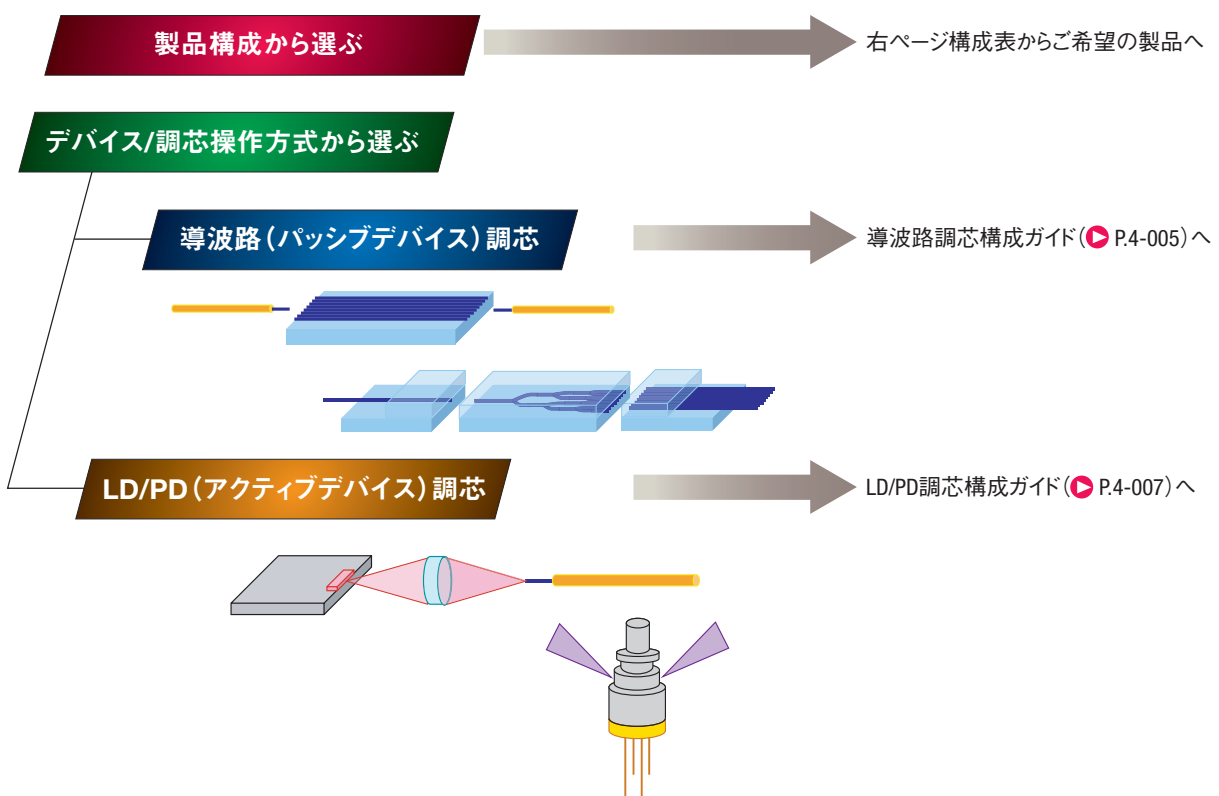 製品構成から選ぶ
右ページ構成表からご希望の製品へ
デバイス/調芯操作方式から選ぶ
導波路(パッシブデバイス)調芯
導波路調芯構成ガイド( P.4-005)へ
LD/PD(アクティブデバイス)調芯
LD/PD調芯構成ガイド( P.4-007)へ